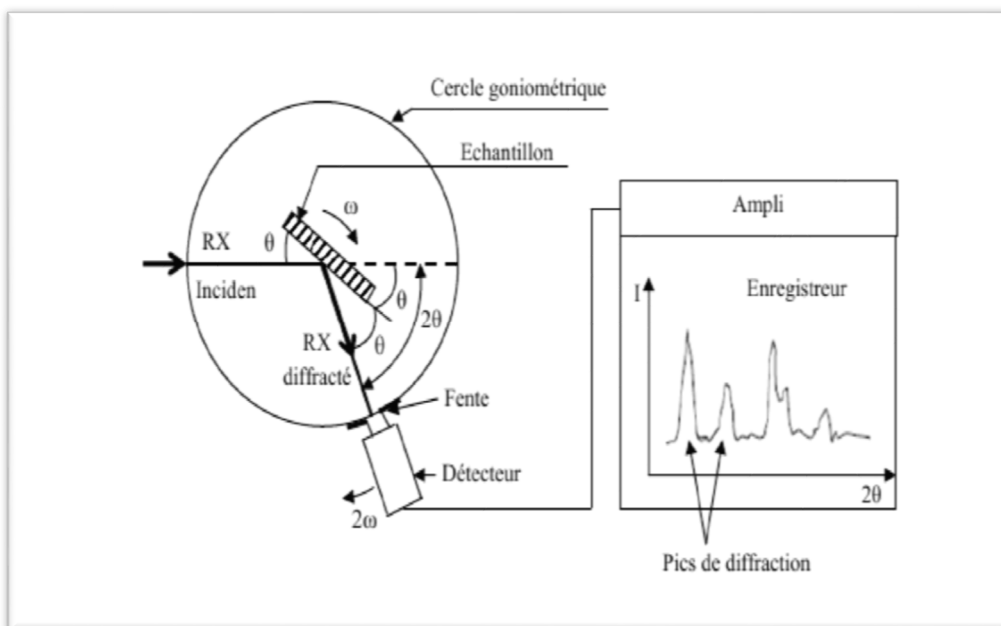 Cercle goniométrique
Echantillon
ω
RX
θ
Inciden
θ
2θ
RX
θ
diffracté
Fente
Détecteur
2ω
Ampli
Enregistreur
I
2θ
Pics de diffraction